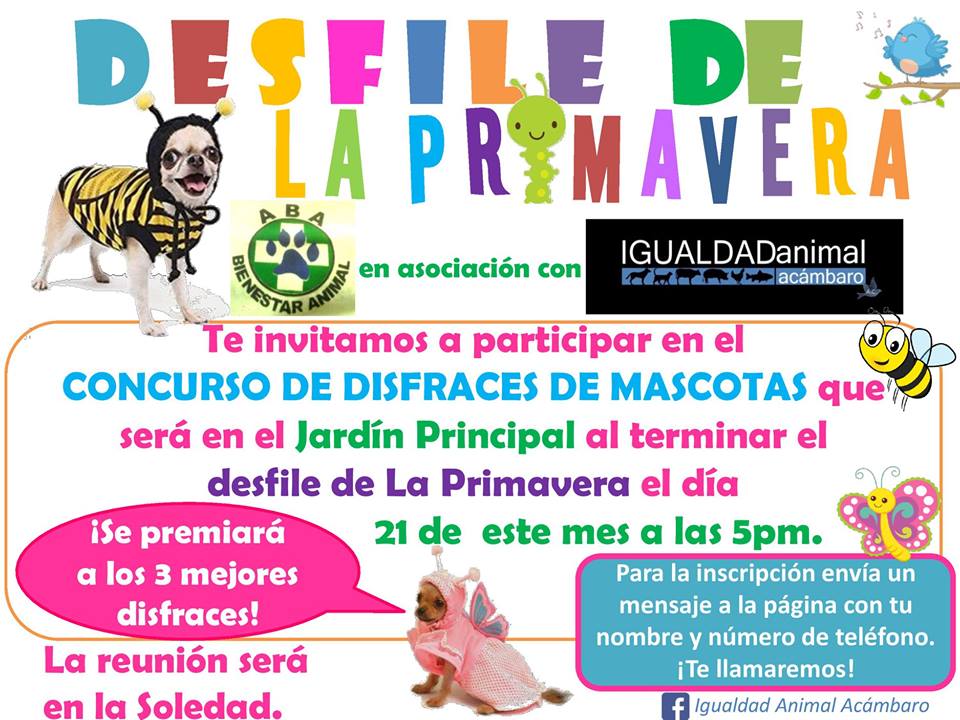 DESFILE DE
LA PRIMAVERA
ABA
BIENESTAR ANIMAL
en asociación con
IGUALDADanimal
acámbaro
Te invitamos a participar en el
CONCURSO DE DISFRACES DE MASCOTAS que
será en el Jardín Principal al terminar el
desfile de La Primavera el día
21 de este mes a las 5pm.
¡Se premiará
a los 3 mejores
disfraces!
La reunión será
en la Soledad.
Para la inscripción envía un
mensaje a la página con tu
nombre y número de teléfono.
¡Te llamaremos!
f Igualdad Animal Acámbaro